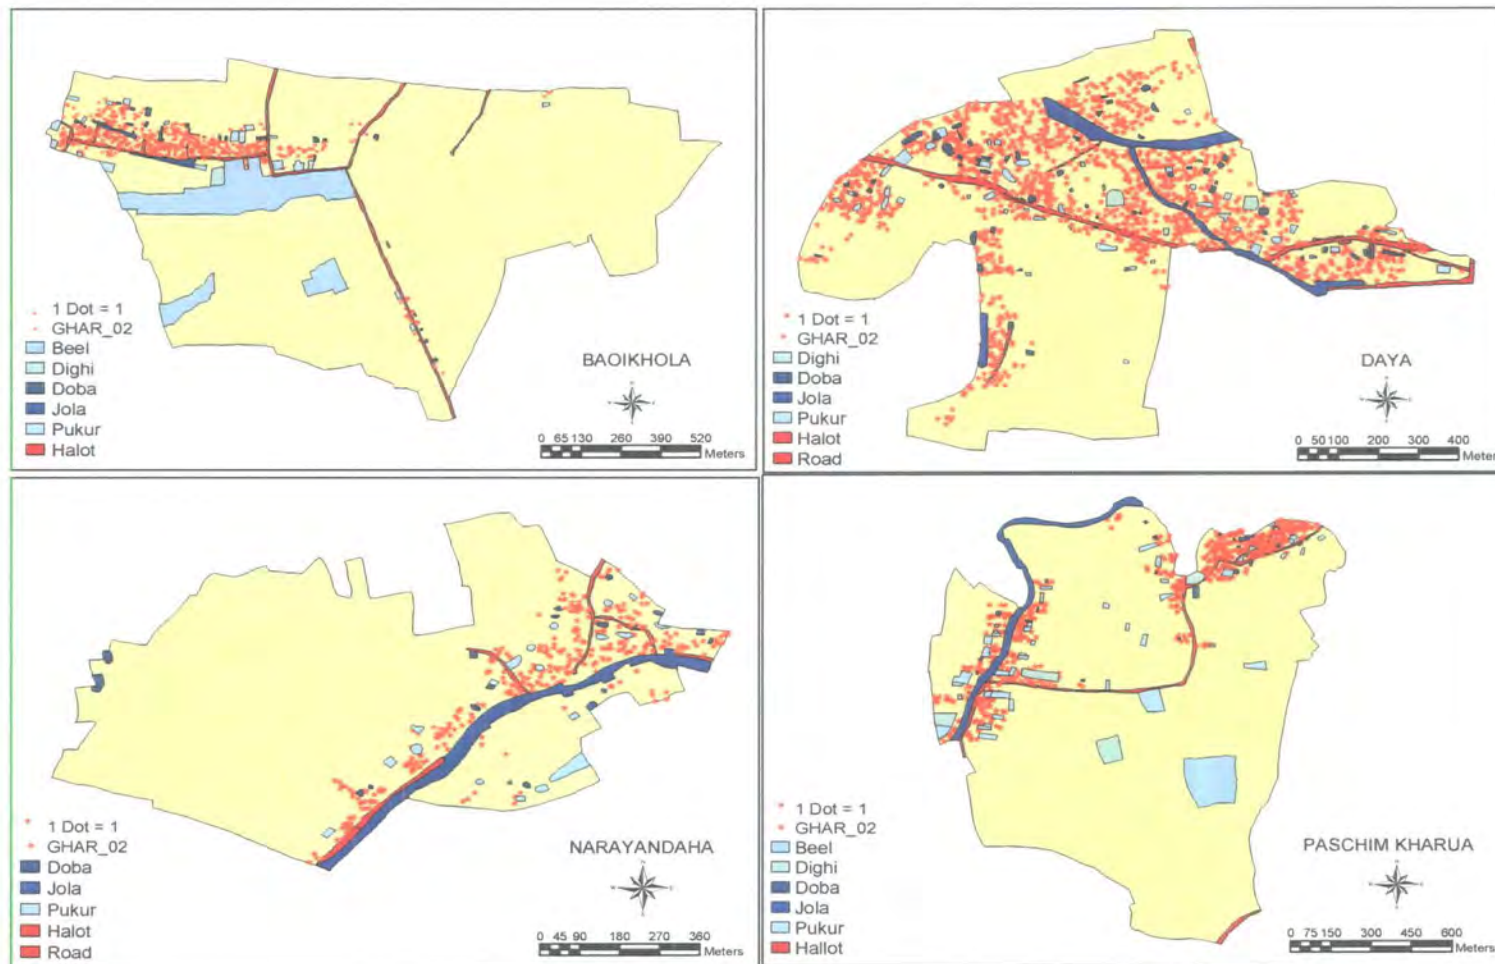 1 Dot = 1
GHAR_02
Beel
Dighi
Doba
Jola
Pukur
Halot
BAOIKHOLA
0 65 130 260 390 520
Meters
1 Dot = 1
GHAR_02
Dighi
Doba
Jola
Pukur
Halot
Road
DAYA
0 50 100 200 300 400
Meter
1 Dot = 1
GHAR_02
Doba
Jola
Pukur
Halot
Road
NARAYANDAHA
0 45 90 180 270 360
Meters
1 Dot = 1
GHAR_02
Beel
Dighi
Doba
Jola
Pukur
Hallot
PASCHIM KHARUA
0 75 150 300 450 600
Meters